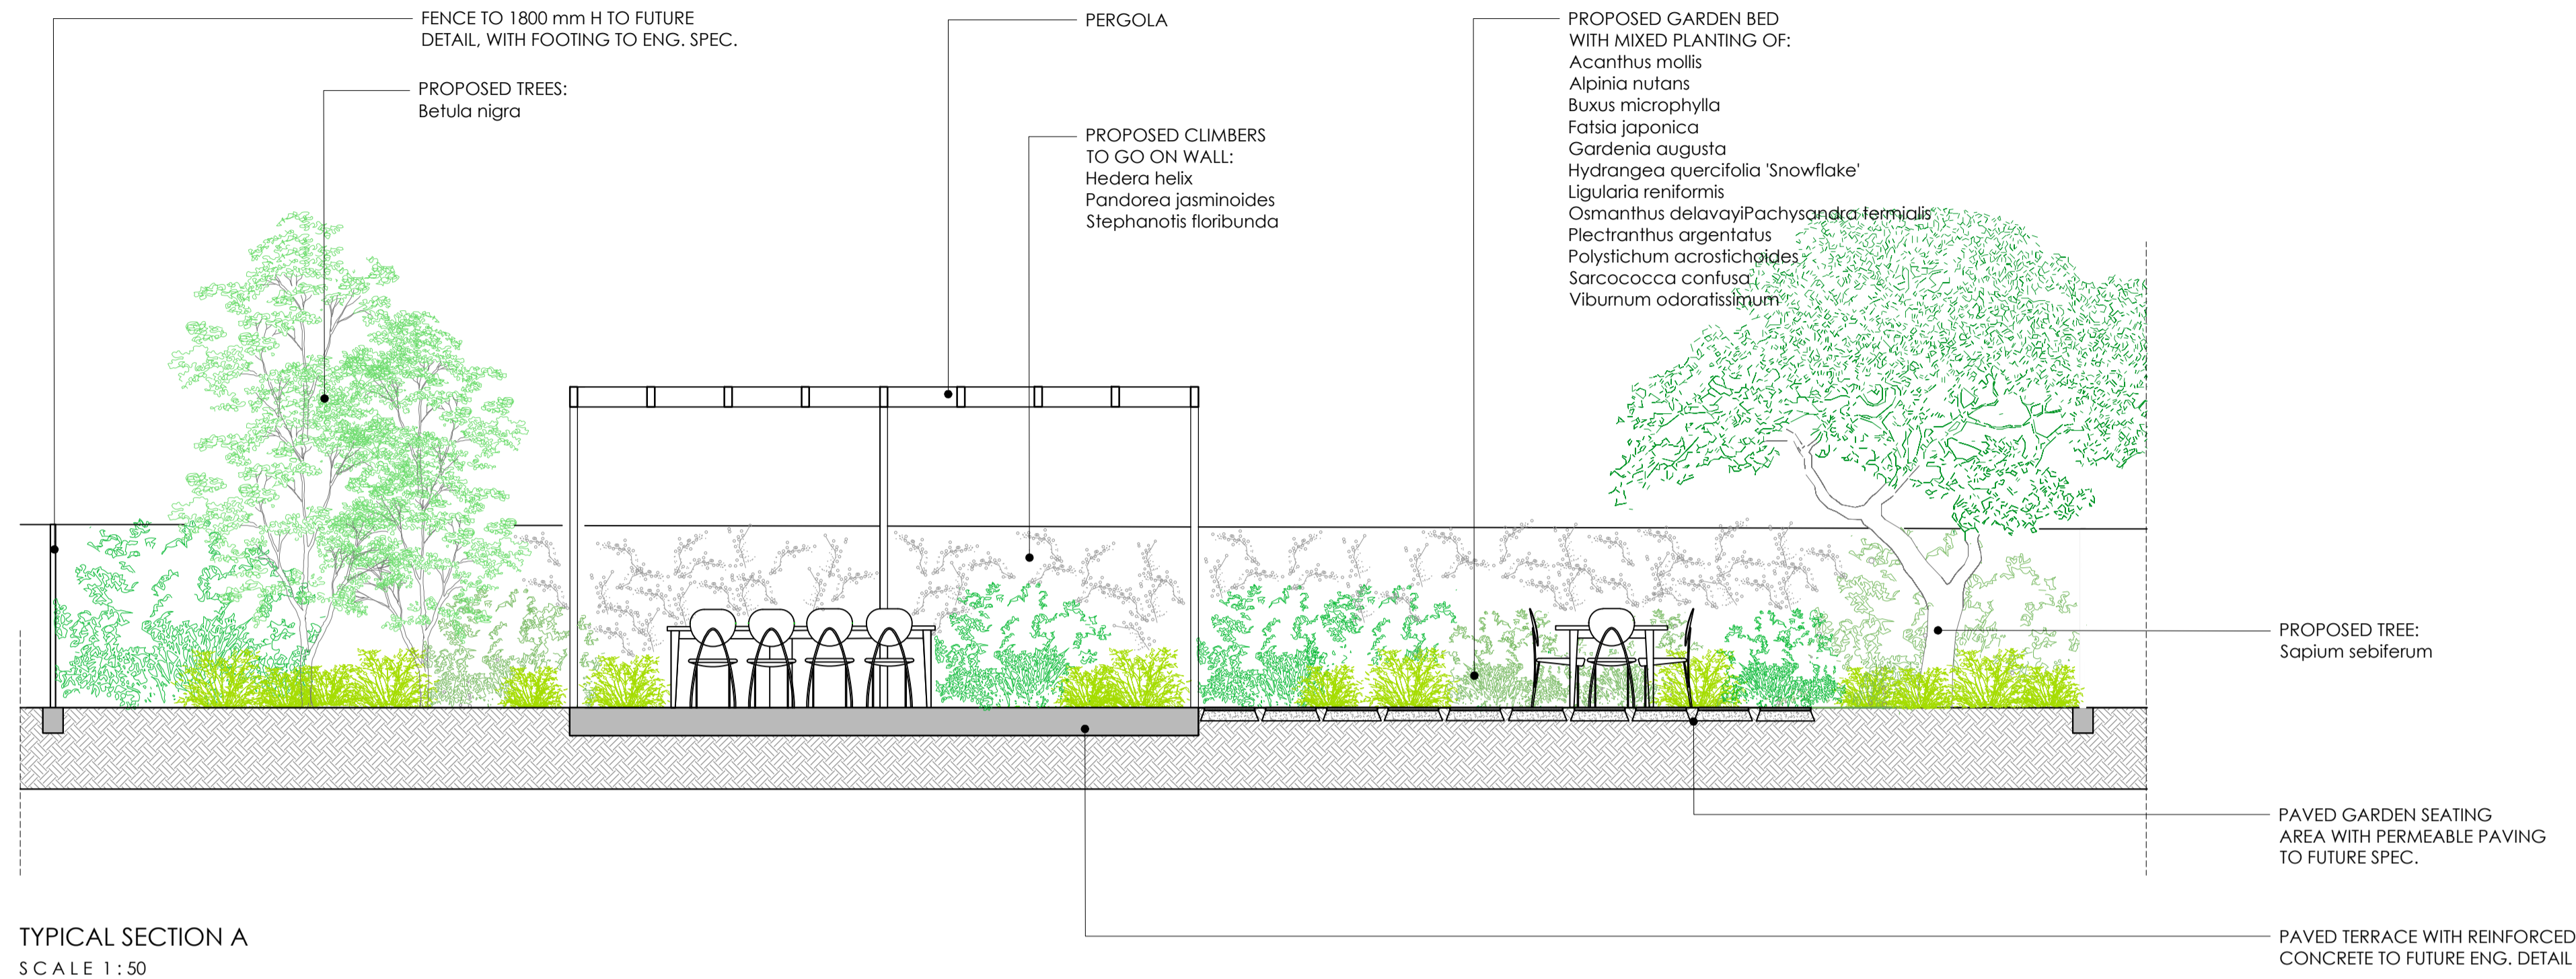 FENCE TO 1800 mm H TO FUTURE
DETAIL, WITH FOOTING TO ENG. SPEC.
PROPOSED TREES:
Betula nigra
PERGOLA
PROPOSED CLIMBERS
TO GO ON WALL:
Hedera helix
Pandorea jasminoides
Stephanotis floribunda
PROPOSED GARDEN BED
WITH MIXED PLANTING OF:
Acanthus mollis
Alpinia nutans
Buxus microphylla
Fatsia japonica
Gardenia augusta
Hydrangea quercifolia 'Snowflake'
Ligularia reniformis
Osmanthus delavayiPachysandra termialis
Plectranthus argentatus
Polystichum acrostichoides
Sarcococca confusa
Viburnum odoratissimum
PROPOSED TREE:
Sapium sebiferum
PAVED GARDEN SEATING
AREA WITH PERMEABLE PAVING
TO FUTURE SPEC.
PAVED TERRACE WITH REINFORCED
CONCRETE TO FUTURE ENG. DETAIL
TYPICAL SECTION A
SCALE 1 : 50